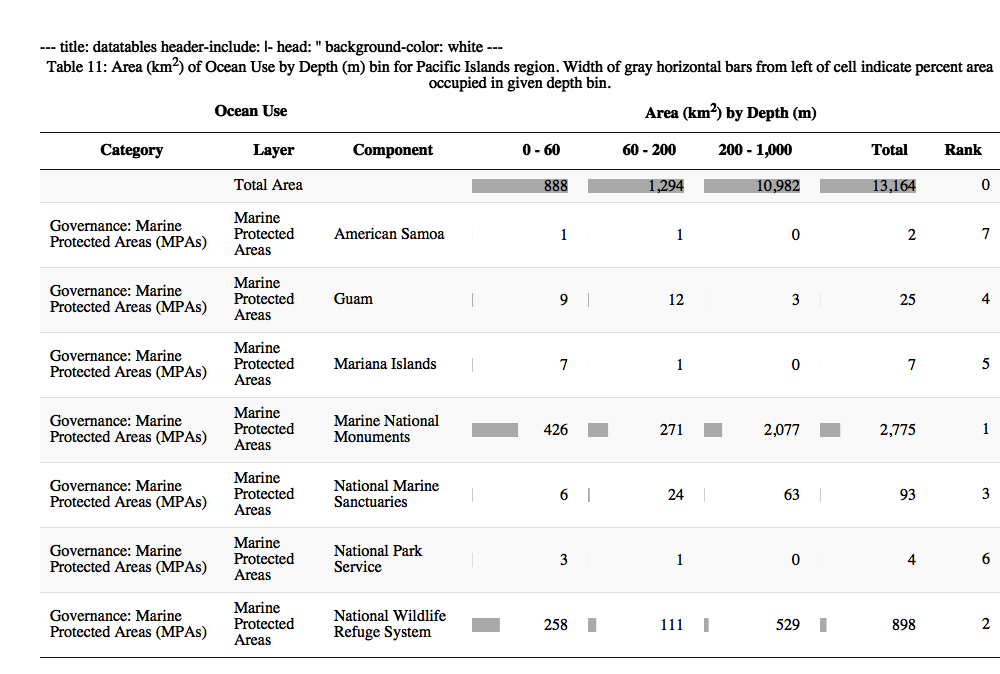 --- title: datatables header-include: |- head: " background-color: white ---
Table 11: Area (km²) of Ocean Use by Depth (m) bin for Pacific Islands region. Width of gray horizontal bars from left of cell indicate percent area
occupied in given depth bin.
Ocean Use Area (km²) by Depth (m)
Category Layer Component 0 - 60 60 - 200 200 - 1,000 Total Rank
Total Area 888 1,294 10,982 13,164 0
Governance: Marine
Protected Areas (MPAs)
Marine
Protected
Areas
American Samoa 1 1 0 2 7
Governance: Marine
Protected Areas (MPAs)
Marine
Protected
Areas
Guam 9 12 3 25 4
Governance: Marine
Protected Areas (MPAs)
Marine
Protected
Areas
Mariana Islands 7 1 0 7 5
Governance: Marine
Protected Areas (MPAs)
Marine
Protected
Areas
Marine National
Monuments
426 271 2,077 2,775 1
Governance: Marine
Protected Areas (MPAs)
Marine
Protected
Areas
National Marine
Sanctuaries
6 24 63 93 3
Governance: Marine
Protected Areas (MPAs)
Marine
Protected
Areas
National Park
Service
3 1 0 4 6
Governance: Marine
Protected Areas (MPAs)
Marine
Protected
Areas
National Wildlife
Refuge System
258 111 529 898 2